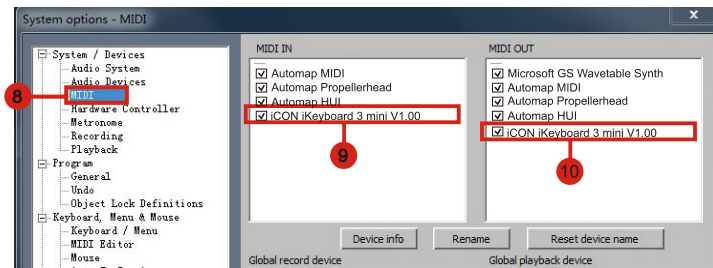 System options - MIDI
x
System / Devices
Audio System
Audio Devices
MIDI
Hardware Controller
Metronome
Recording
Playback
Program
General
Undo
Object Lock Definitions
Keyboard, Menu & Mouse
Keyboard / Menu
MIDI Editor
Mouse
8
MIDI IN
Automap MIDI
Automap Propellerhead
Automap HUI
iCON iKeyboard 3 mini V1.00
9
MIDI OUT
Microsoft GS Wavetable Synth
Automap MIDI
Automap Propellerhead
Automap HUI
iCON iKeyboard 3 mini V1.00
10
Device info
Rename
Reset device name
Global record device
Global playback device